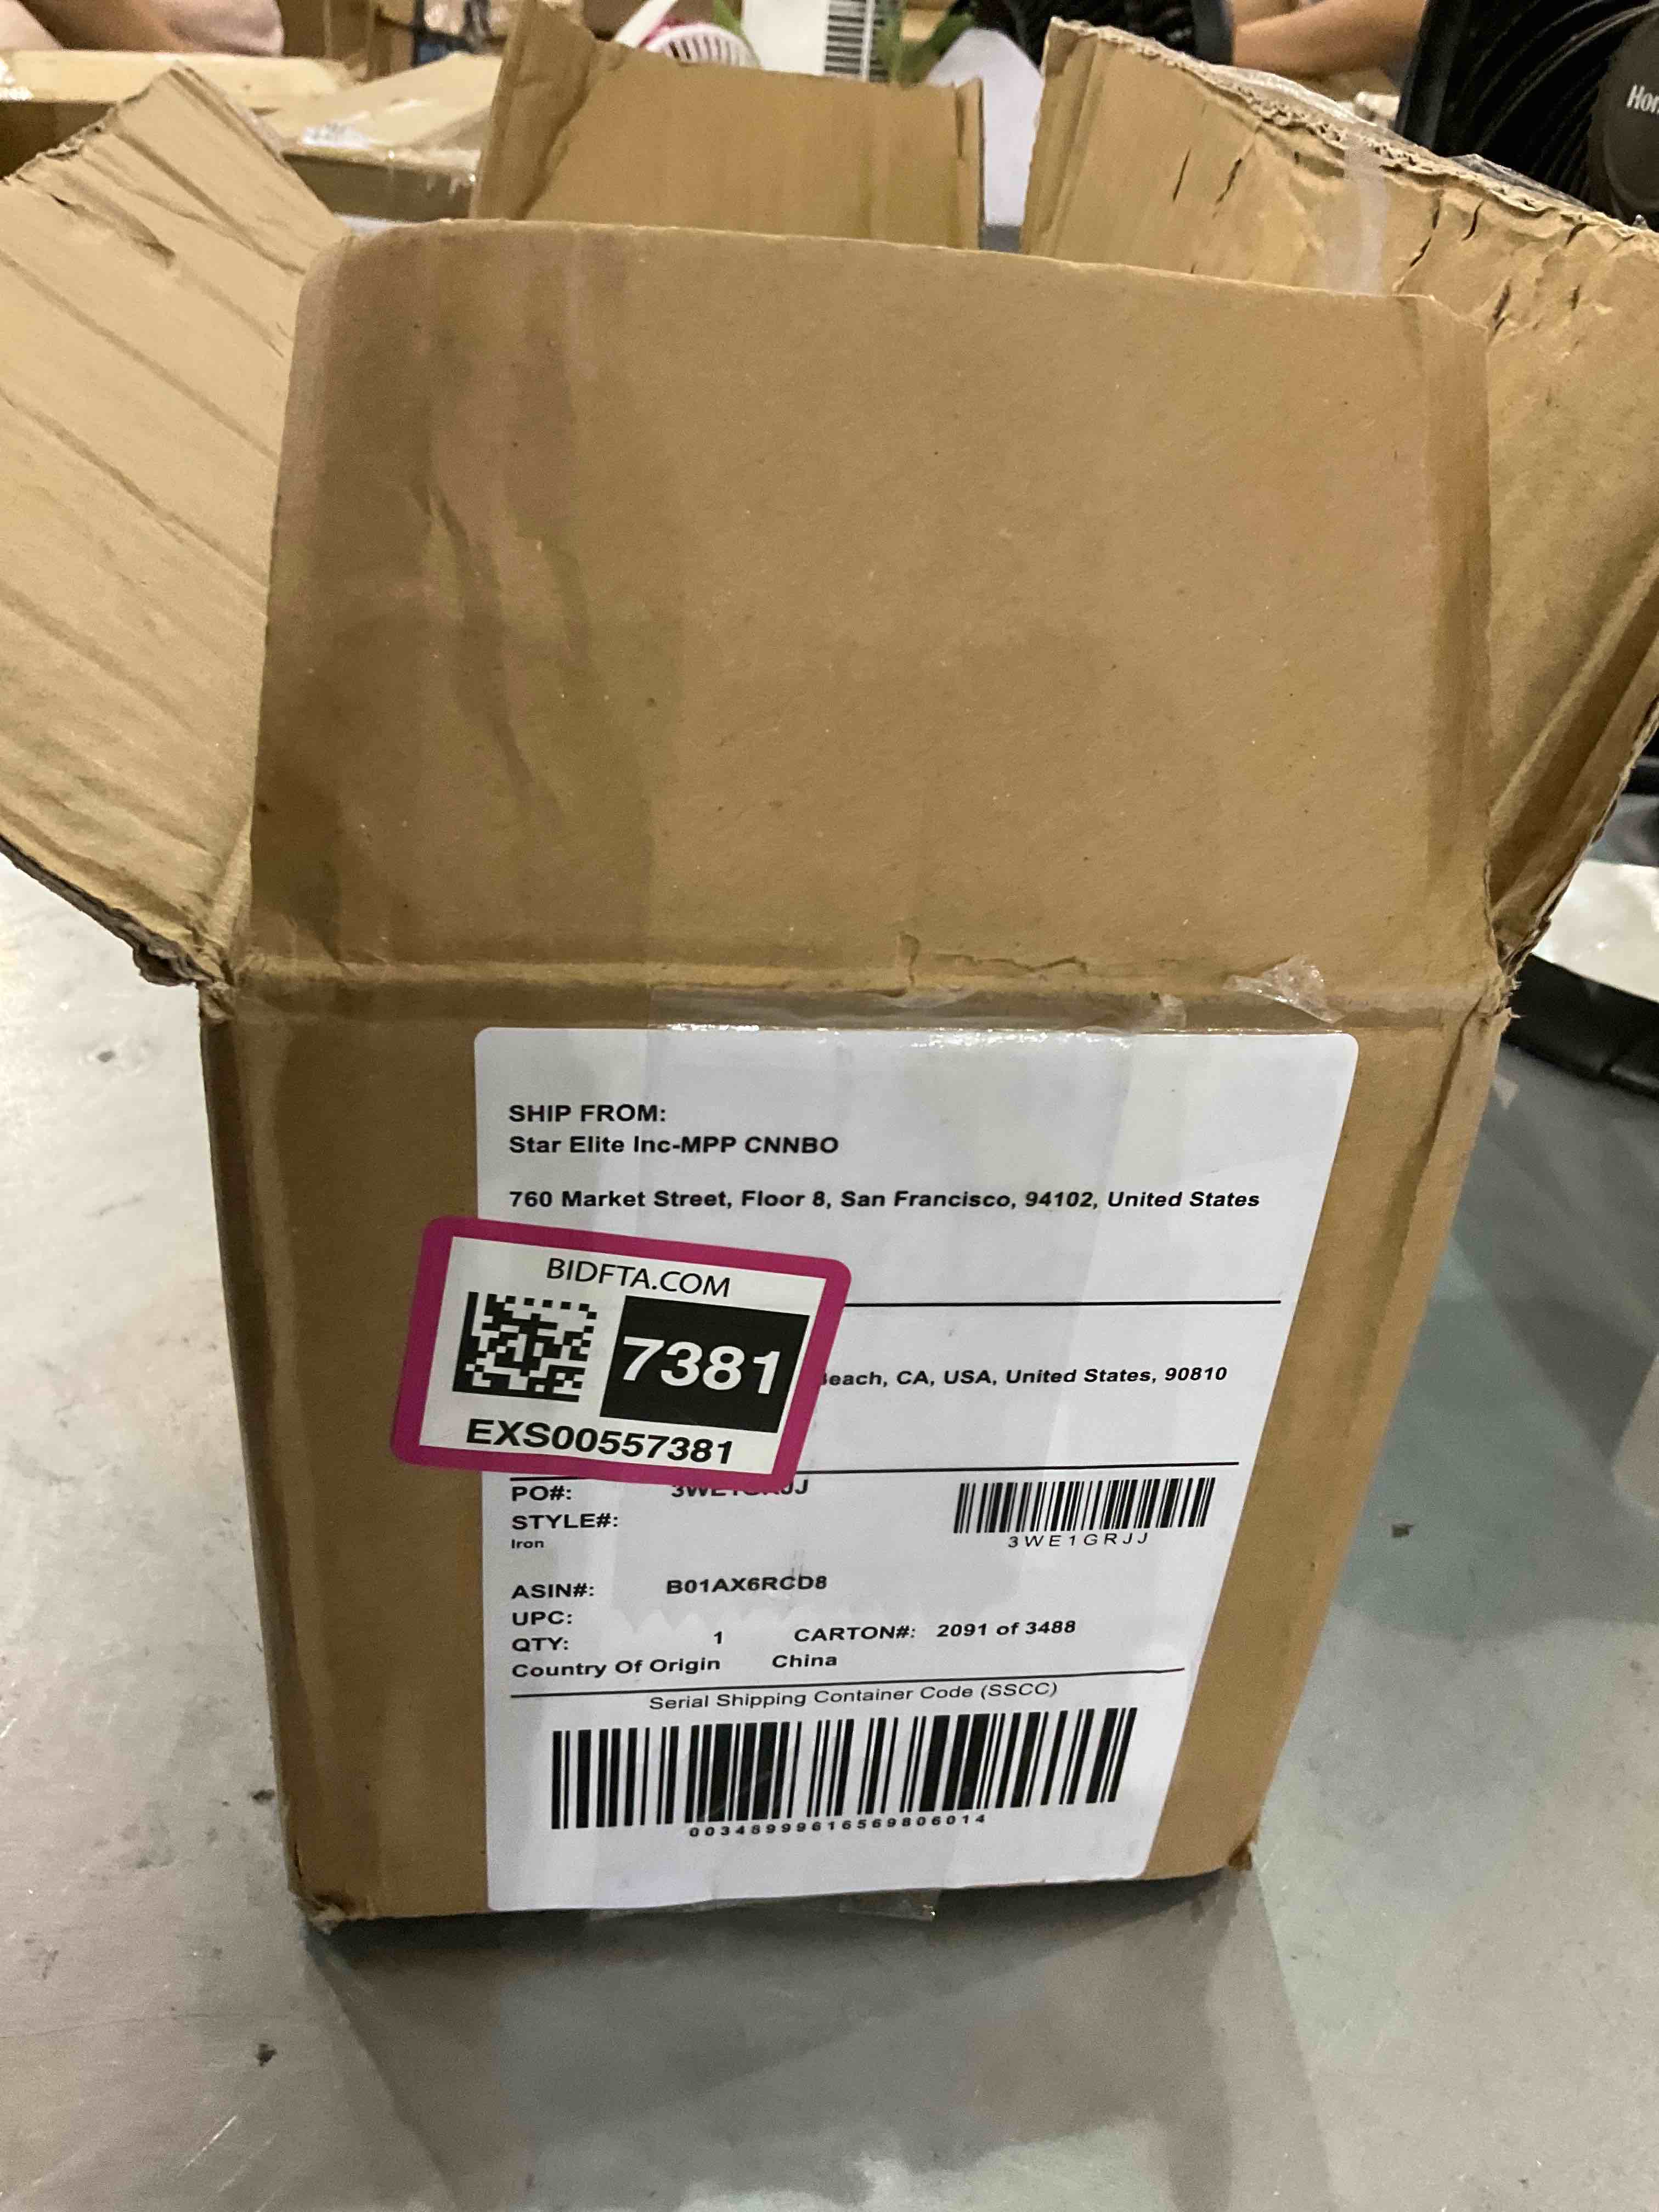 SHIP FROM:
Star Elite Inc-MPP CNNBO
760 Market Street, Floor 8, San Francisco, 94102, United States
BIDFTA.COM
7381
EXS00557381
CA, USA, United States, 90810
PO#:
STYLE#:
Iron
3WE1GRJJ
ASIN#: B01AX6RCD8
UPC:
QTY: 1 CARTON#: 2091 of 3488
Country Of Origin China
Serial Shipping Container Code (SSCC)
00348999616569806014